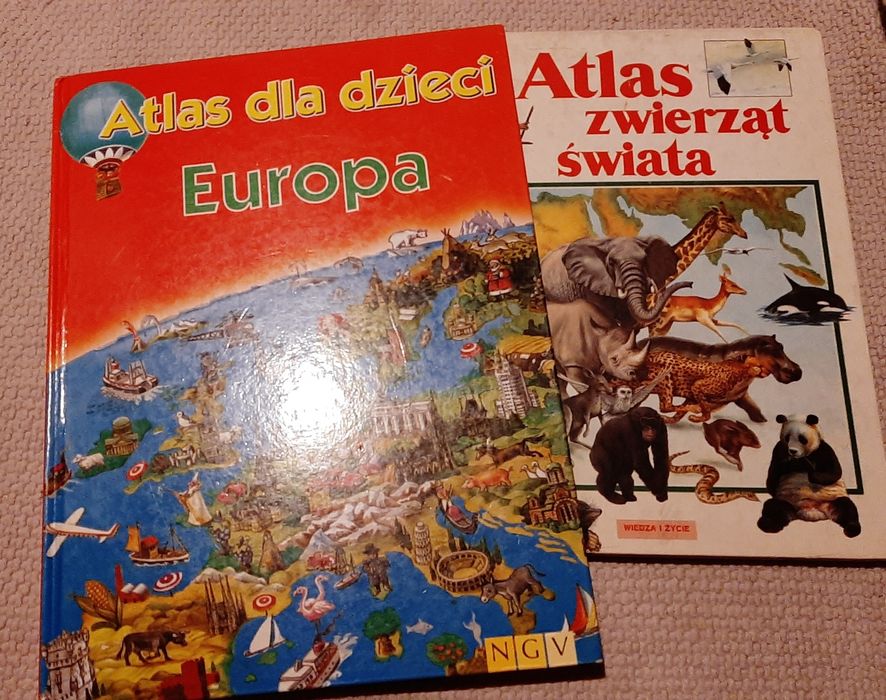 Atlas dla dzieci
Europa
NGV
Atlas
zwierząt
świata
WIEDZA I ŻYCIE